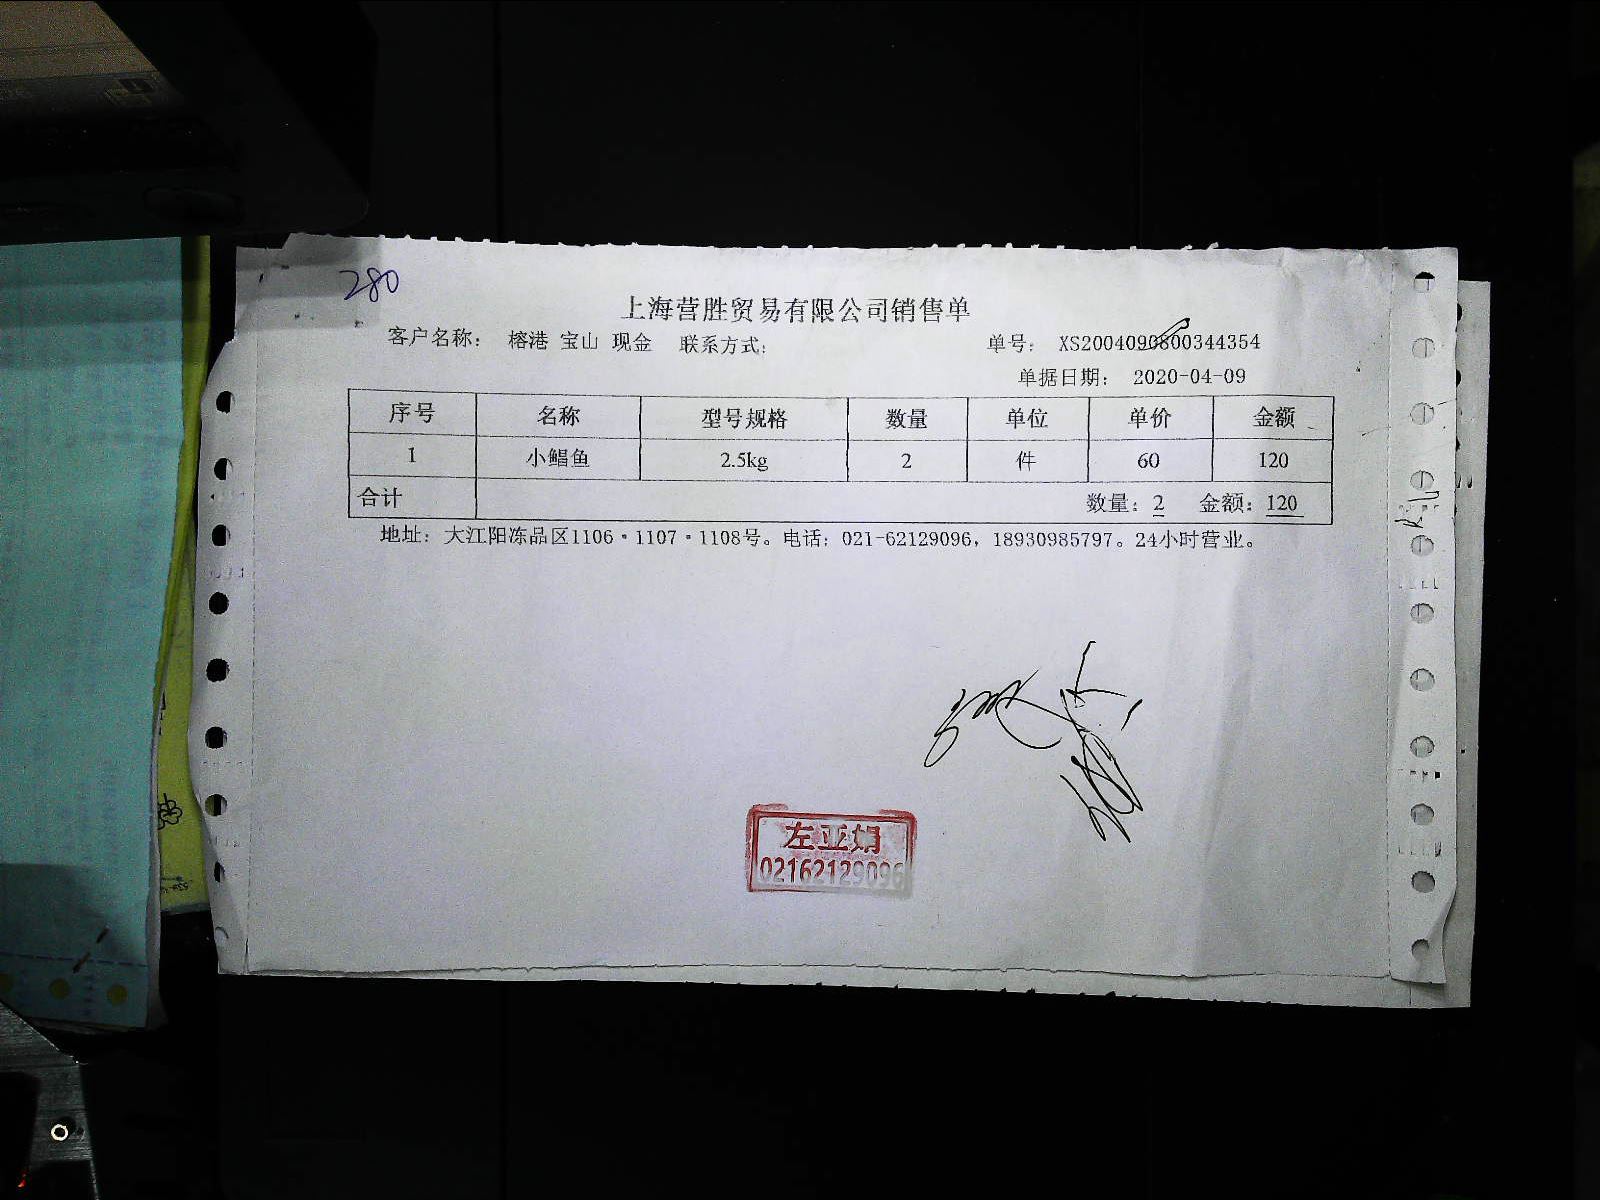 280
上海营胜贸易有限公司销售单
客户名称： 榕港 宝山 现金 联系方式： 单号： XS2004090800344354
单据日期： 2020-04-09
序号 名称 型号规格 数量 单位 单价 金额
1 小鲳鱼 2.5kg 2 件 60 120
合计 数量：2 金额：120
地址：大江阳冻品区1106·1107·1108号。电话：021-62129096，18930985797。24小时营业。
左亚娟
02162129096